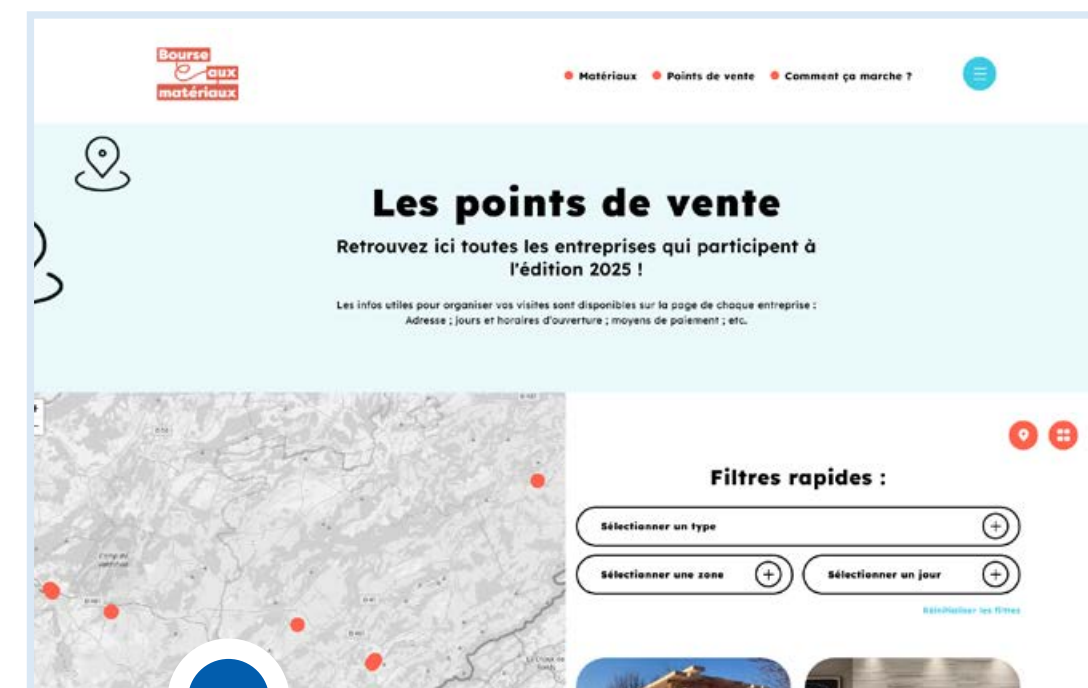 Bourse
aux
matériaux
Matériaux
Points de vente
Comment ça marche ?
Les points de vente
Retrouvez ici toutes les entreprises qui participent à
l'édition 2025 !
Les infos utiles pour organiser vos visites sont disponibles sur la page de chaque entreprise :
Adresse ; jours et horaires d'ouverture ; moyens de paiement ; etc.
Filtres rapides :
Sélectionner un type
Sélectionner une zone
Sélectionner un jour
Réinitialiser les filtres